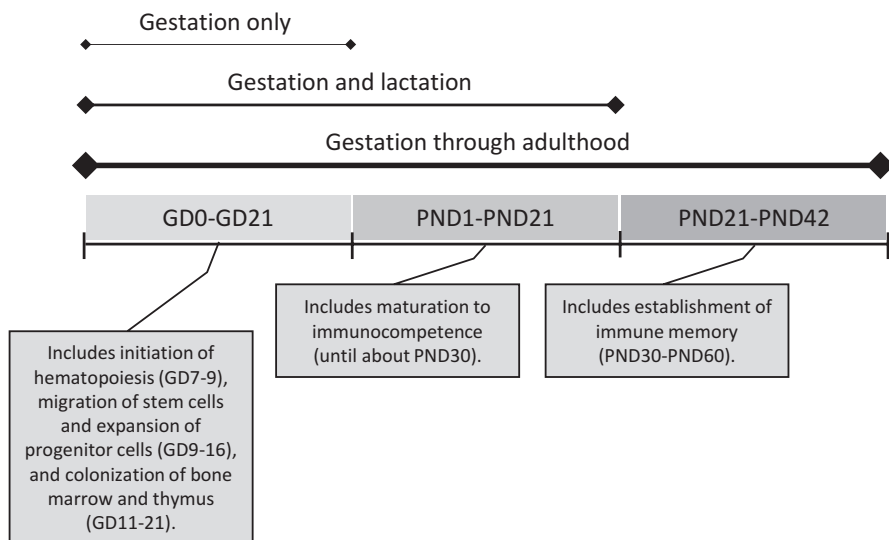 Gestation only
Gestation and lactation
Gestation through adulthood
GD0-GD21
PND1-PND21
PND21-PND42
Includes initiation of
hematopoiesis (GD7-9),
migration of stem cells
and expansion of
progenitor cells (GD9-16),
and colonization of bone
marrow and thymus
(GD11-21).
Includes maturation to
immunocompetence
(until about PND30).
Includes establishment of
immune memory
(PND30-PND60).